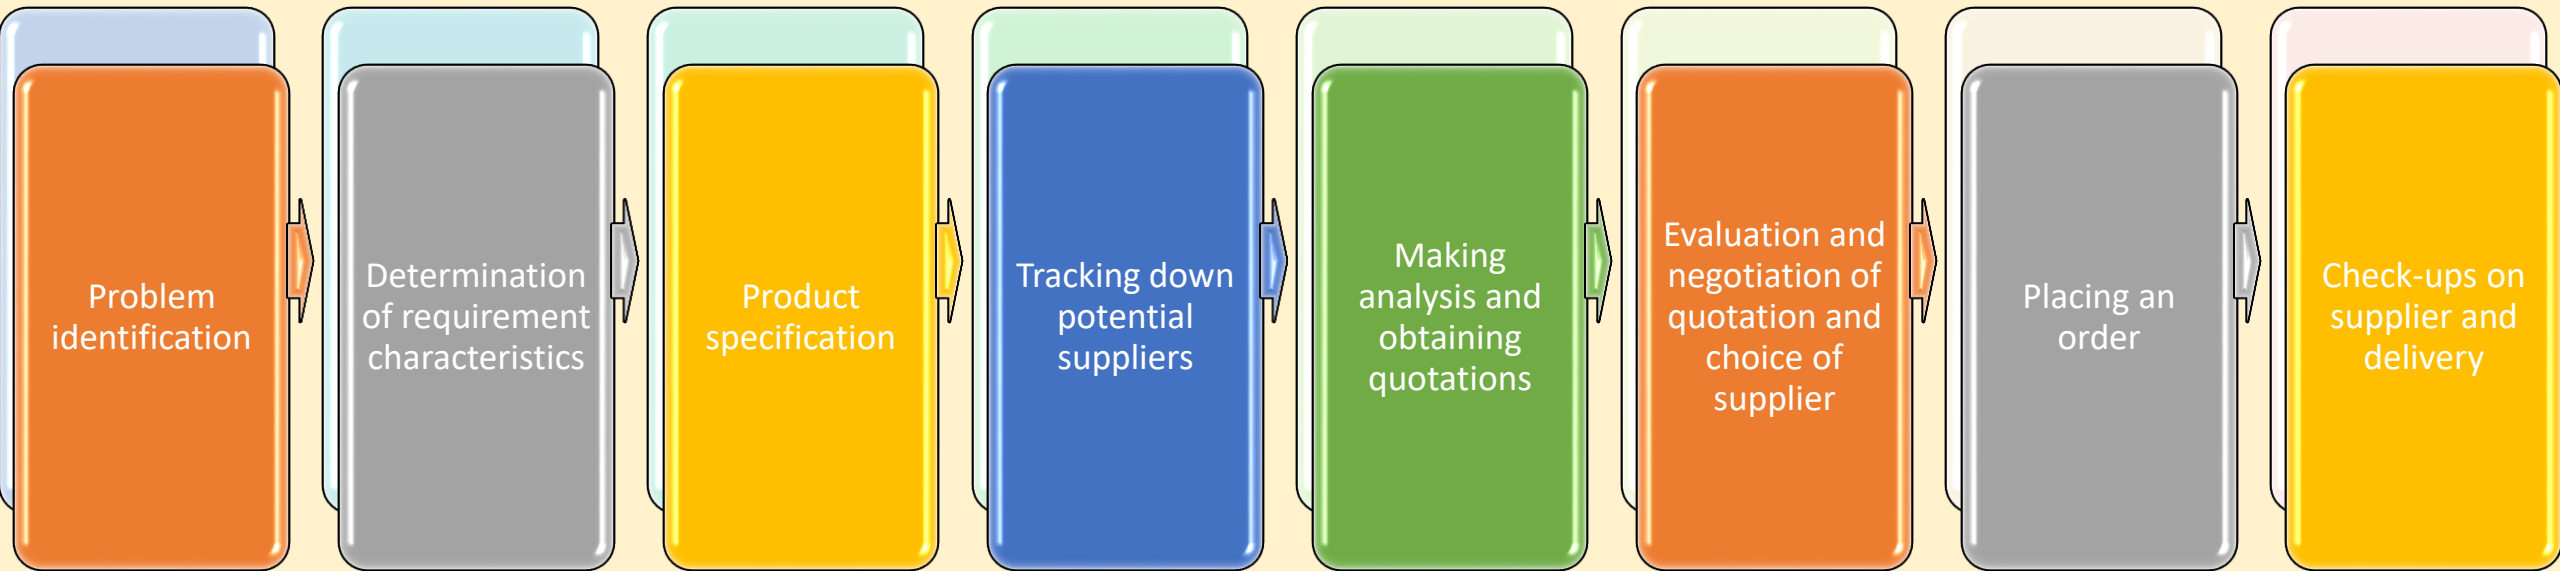 Problem
identification
Determination
of requirement
characteristics
Product
specification
Tracking down
potential
suppliers
Making
analysis and
obtaining
quotations
Evaluation and
negotiation of
quotation and
choice of
supplier
Placing an
order
Check-ups on
supplier and
delivery